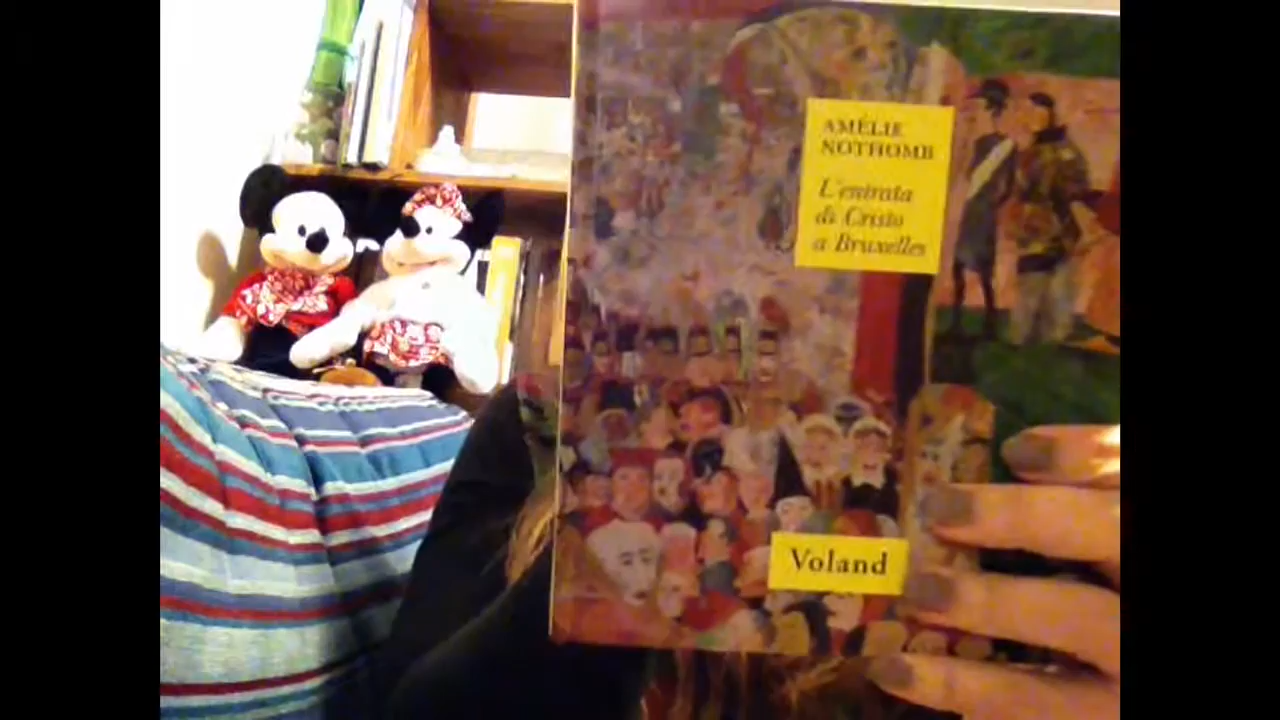 AMÉLIE
NOTHOMB
L'entrata
di Cristo
a Bruxelles
Voland